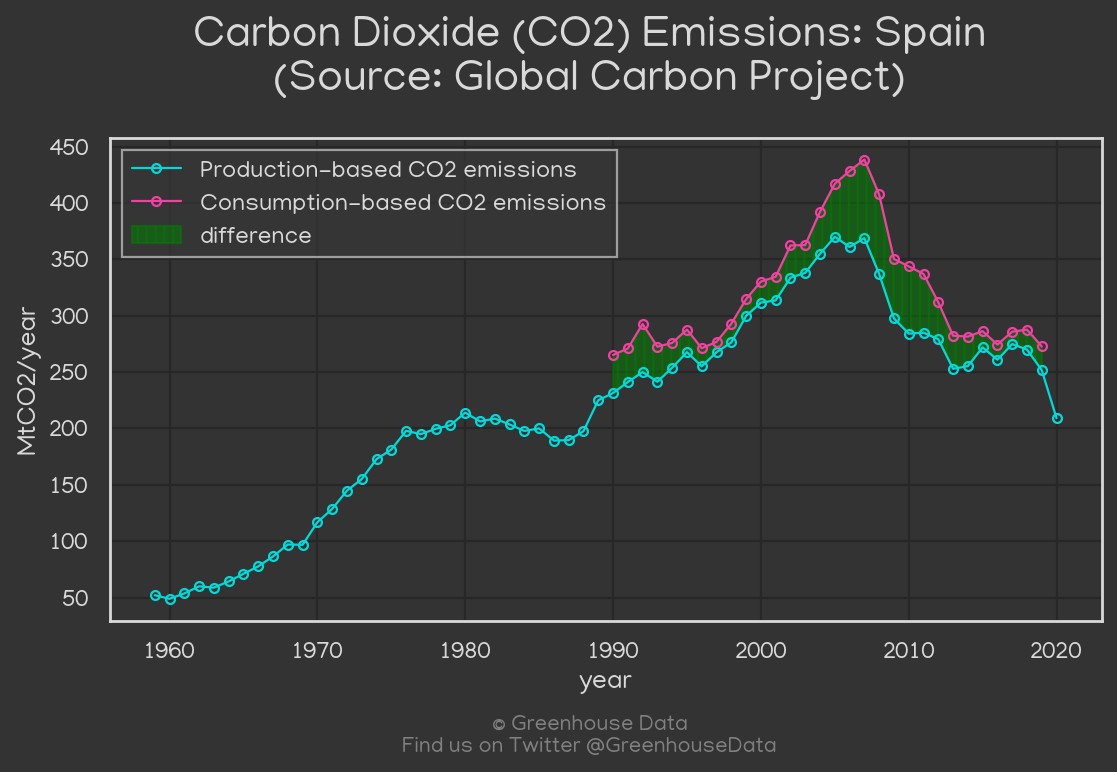 Carbon Dioxide (CO2) Emissions: Spain
(Source: Global Carbon Project)
Production-based CO2 emissions
Consumption-based CO2 emissions
difference
MtCO2/year
450
400
350
300
250
200
150
100
50
1960 1970 1980 1990 2000 2010 2020
year
© Greenhouse Data
Find us on Twitter @GreenhouseData